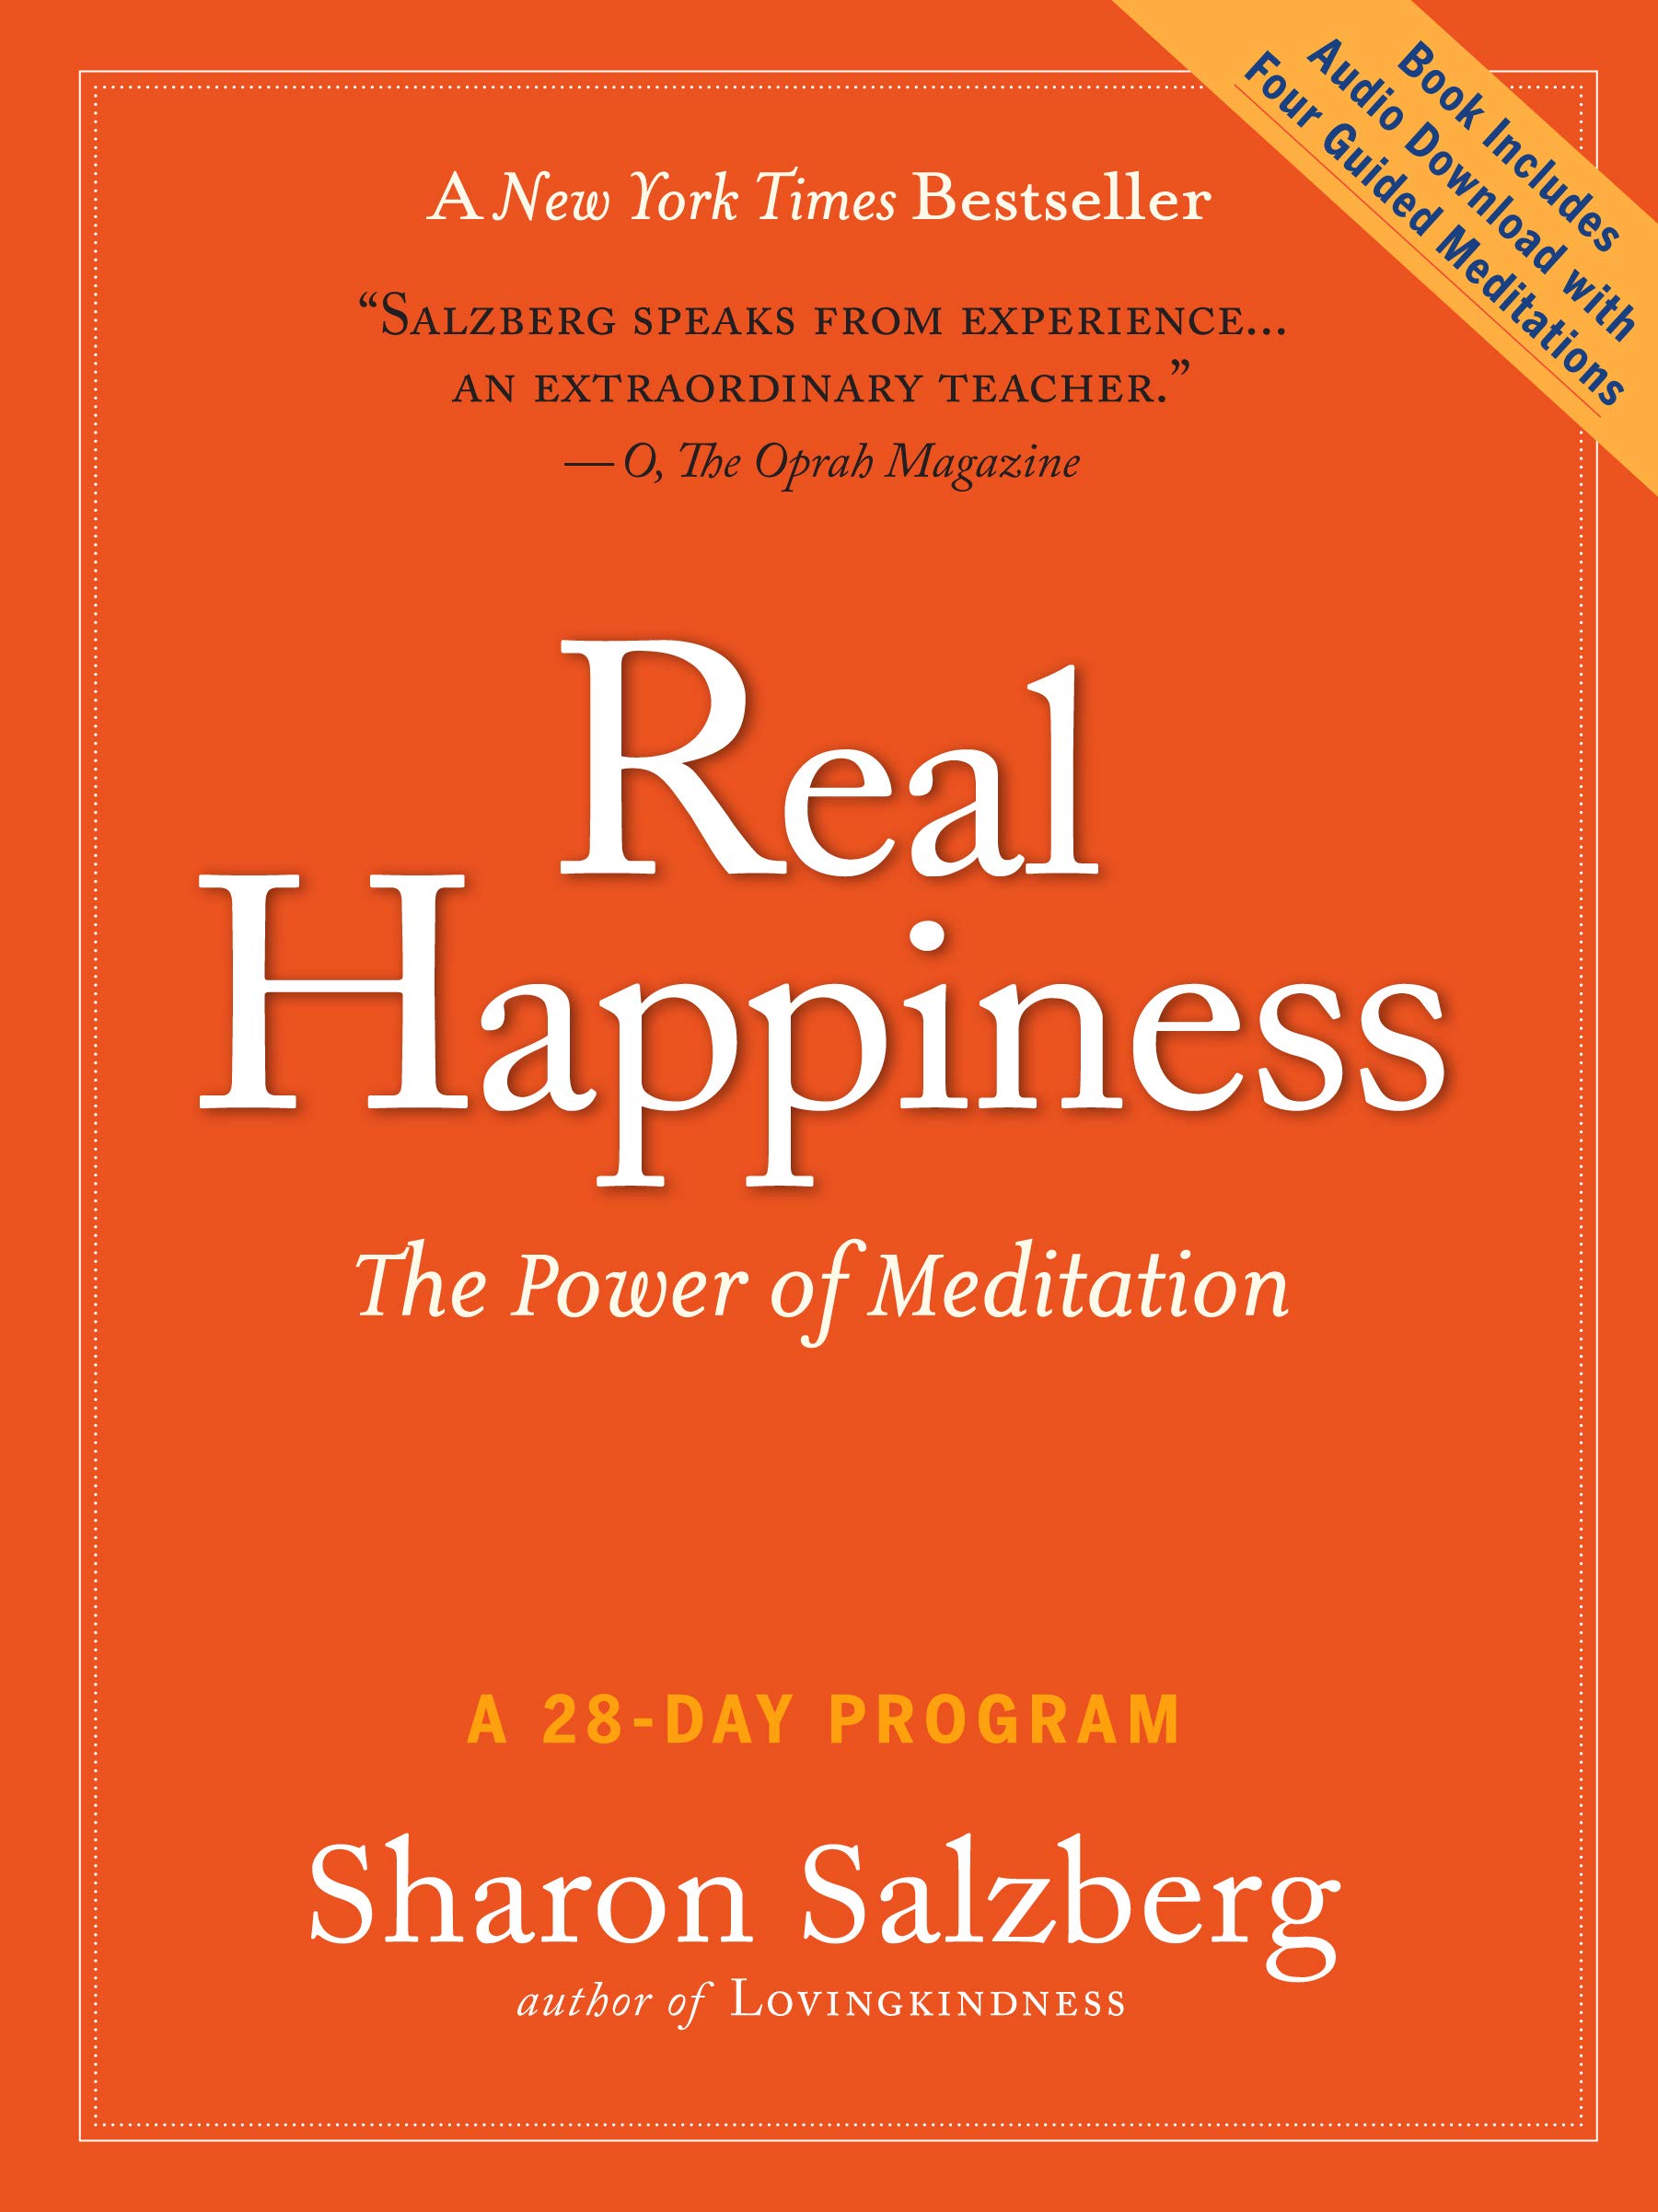 Book Includes
Audio Download with
Four Guided Meditations
A New York Times Bestseller
“Salzberg speaks from experience...
an extraordinary teacher.”
—O, The Oprah Magazine
Real
Happiness
The Power of Meditation
A 28-DAY PROGRAM
Sharon Salzberg
author of Lovingkindness